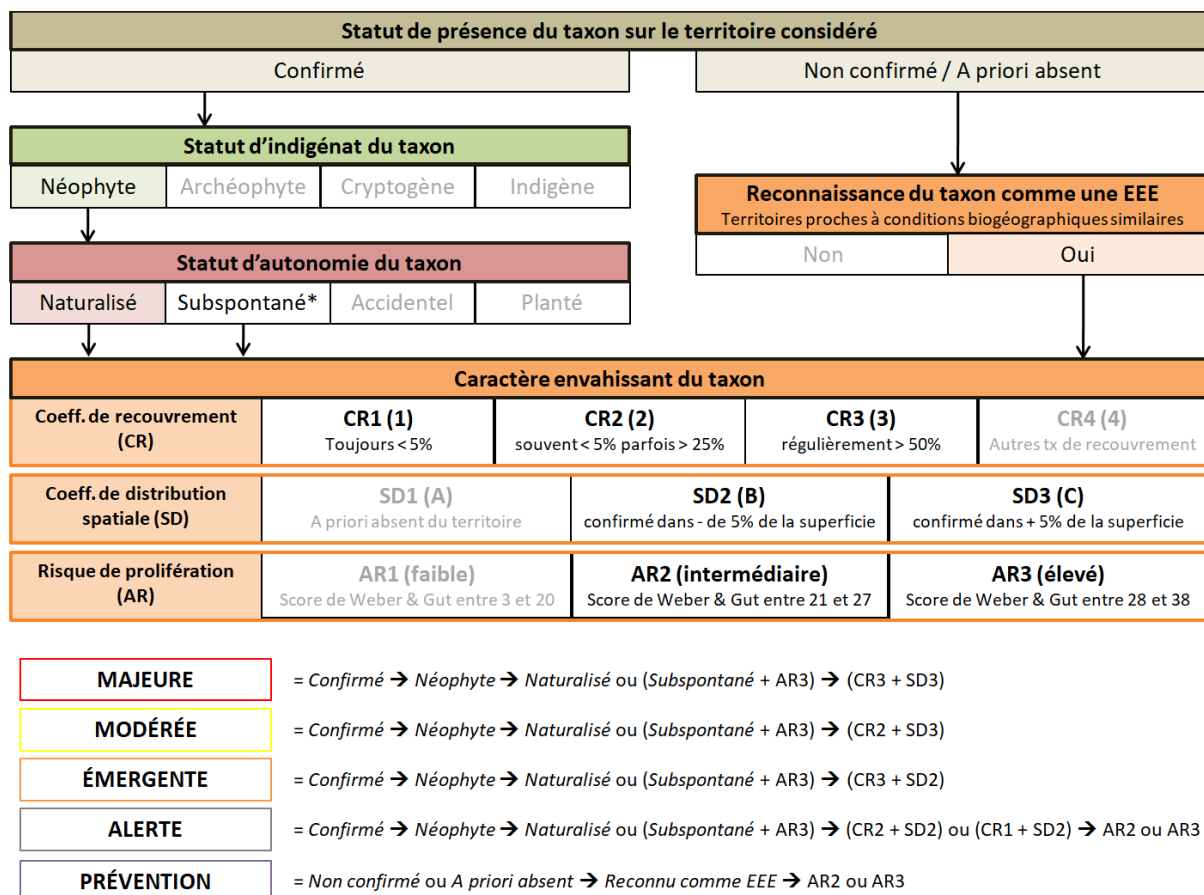 Statut de présence du taxon sur le territoire considéré
Confirmé
Non confirmé / A priori absent
Statut d'indigénat du taxon
Néophyte
Archéophyte
Cryptogène
Indigène
Reconnaissance du taxon comme une EEE
Territoires proches à conditions biogéographiques similaires
Non
Oui
Statut d'autonomie du taxon
Naturalisé
Subspontané*
Accidentel
Planté
Caractère envahissant du taxon
Coeff. de recouvrement
(CR)
CR1 (1)
Toujours < 5%
CR2 (2)
souvent < 5% parfois > 25%
CR3 (3)
régulièrement > 50%
CR4 (4)
Autres tx de recouvrement
Coeff. de distribution
spatiale (SD)
SD1 (A)
A priori absent du territoire
SD2 (B)
confirmé dans - de 5% de la superficie
SD3 (C)
confirmé dans + 5% de la superficie
Risque de prolifération
(AR)
AR1 (faible)
Score de Weber & Gut entre 3 et 20
AR2 (intermédiaire)
Score de Weber & Gut entre 21 et 27
AR3 (élevé)
Score de Weber & Gut entre 28 et 38
MAJEURE
= Confirmé ➔ Néophyte ➔ Naturalisé ou (Subspontané + AR3) ➔ (CR3 + SD3)
MODÉRÉE
= Confirmé ➔ Néophyte ➔ Naturalisé ou (Subspontané + AR3) ➔ (CR2 + SD3)
ÉMERGENTE
= Confirmé ➔ Néophyte ➔ Naturalisé ou (Subspontané + AR3) ➔ (CR3 + SD2)
ALERTE
= Confirmé ➔ Néophyte ➔ Naturalisé ou (Subspontané + AR3) ➔ (CR2 + SD2) ou (CR1 + SD2) ➔ AR2 ou AR3
PRÉVENTION
= Non confirmé ou A priori absent ➔ Reconnu comme EEE ➔ AR2 ou AR3